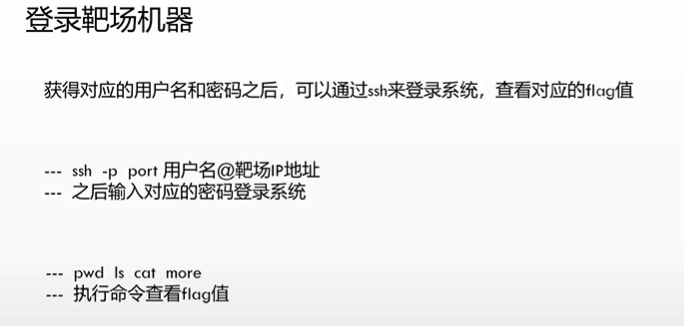 登录靶场机器
获得对应的用户名和密码之后，可以通过ssh来登录系统，查看对应的flag值
--- ssh -p port 用户名@靶场IP地址
--- 之后输入对应的密码登录系统
--- pwd ls cat more
--- 执行命令查看flag值